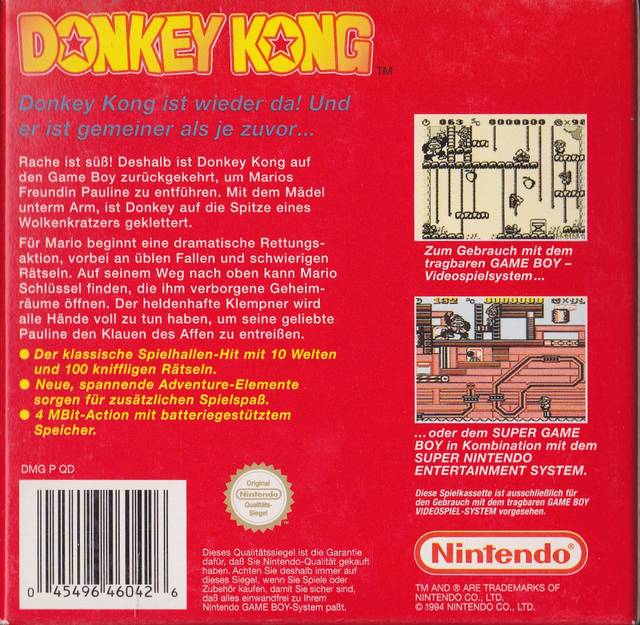 DONKEY KONG
TM
Donkey Kong ist wieder da! Und
er ist gemeiner als je zuvor...
Rache ist süß! Deshalb ist Donkey Kong auf
den Game Boy zurückgekehrt, um Marios
Freundin Pauline zu entführen. Mit dem Mädel
unterm Arm, ist Donkey auf die Spitze eines
Wolkenkratzers geklettert.
Für Mario beginnt eine dramatische Rettungs-
aktion, vorbei an üblen Fallen und schwierigen
Rätseln. Auf seinem Weg nach oben kann Mario
Schlüssel finden, die ihm verborgene Geheim-
räume öffnen. Der heldenhafte Klempner wird
alle Hände voll zu tun haben, um seine geliebte
Pauline den Klauen des Affen zu entreißen.
● Der klassische Spielhallen-Hit mit 10 Welten
und 100 kniffligen Rätseln.
● Neue, spannende Adventure-Elemente
sorgen für zusätzlichen Spielspaß.
● 4 MBit-Action mit batteriegestütztem
Speicher.
Zum Gebrauch mit dem
tragbaren GAME BOY –
Videospielsystem...
...oder dem SUPER GAME
BOY in Kombination mit dem
SUPER NINTENDO
ENTERTAINMENT SYSTEM.
Diese Spielkassette ist ausschließlich für
den Gebrauch mit dem tragbaren GAME BOY
VIDEOSPIEL-SYSTEM vorgesehen.
DMG P QD
0 45496 46042 6
Original
Nintendo
Qualitäts-
Siegel
TM
Dieses Qualitätssiegel ist die Garantie
dafür, daß Sie Nintendo-Qualität gekauft
haben. Achten Sie deshalb immer auf
dieses Siegel, wenn Sie Spiele oder
Zubehör kaufen, damit Sie sicher sind,
daß alles einwandfrei zu Ihrem
Nintendo GAME BOY-System paßt.
Nintendo®
TM AND ® ARE TRADEMARKS OF
NINTENDO CO., LTD.
© 1994 NINTENDO CO., LTD.